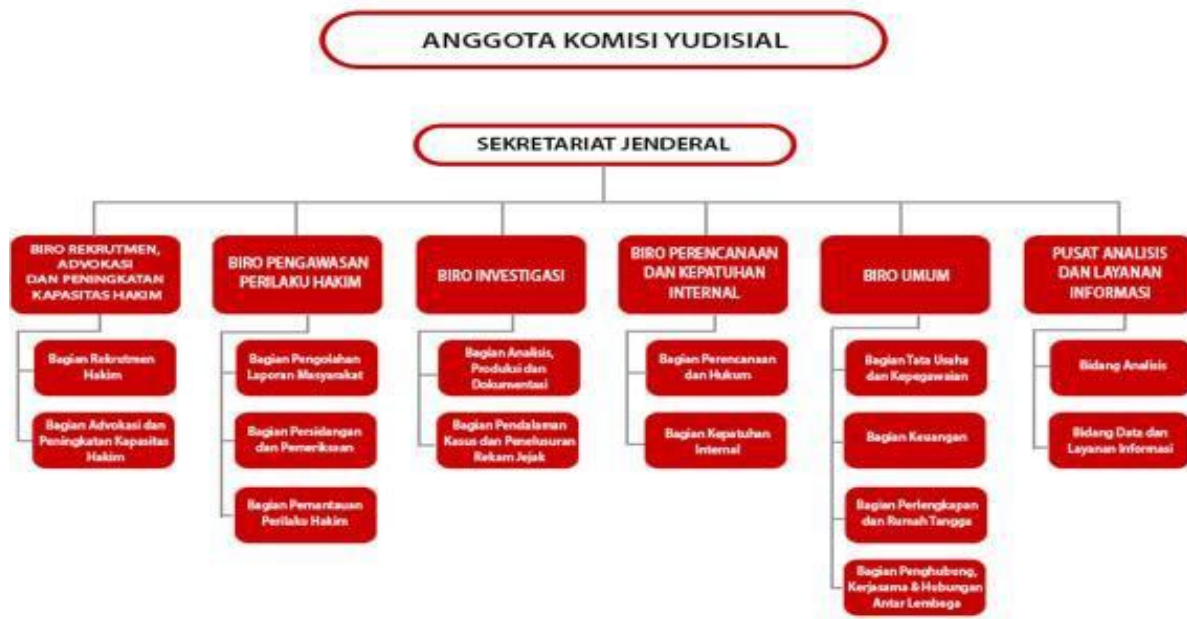 ANGGOTA KOMISI YUDISIAL
SEKRETARIAT JENDERAL
BIRO REKRUTMEN,
ADVOKASI
DAN PENINGKATAN
KAPASITAS HAKIM
Bagian Rekrutmen
Hakim
Bagian Advokasi dan
Peningkatan Kapasitas
Hakim
BIRO PENGAWASAN
PERILAKU HAKIM
Bagian Pengolahan
Laporan Masyarakat
Bagian Persidangan
dan Pemeriksaan
Bagian Pemantauan
Perilaku Hakim
BIRO INVESTIGASI
Bagian Analisis,
Produksi dan
Dokumentasi
Bagian Pendalaman
Kasus dan Penelusuran
Rekam Jejak
BIRO PERENCANAAN
DAN KEPATUHAN
INTERNAL
Bagian Perencanaan
dan Hukum
Bagian Kepatuhan
Internal
BIRO UMUM
Bagian Tata Usaha
dan Kepegawaian
Bagian Keuangan
Bagian Perlengkapan
dan Rumah Tangga
Bagian Penghubung,
Kerjasama & Hubungan
Antar Lembaga
PUSAT ANALISIS
DAN LAYANAN
INFORMASI
Bidang Analisis
Bidang Data dan
Layanan Informasi